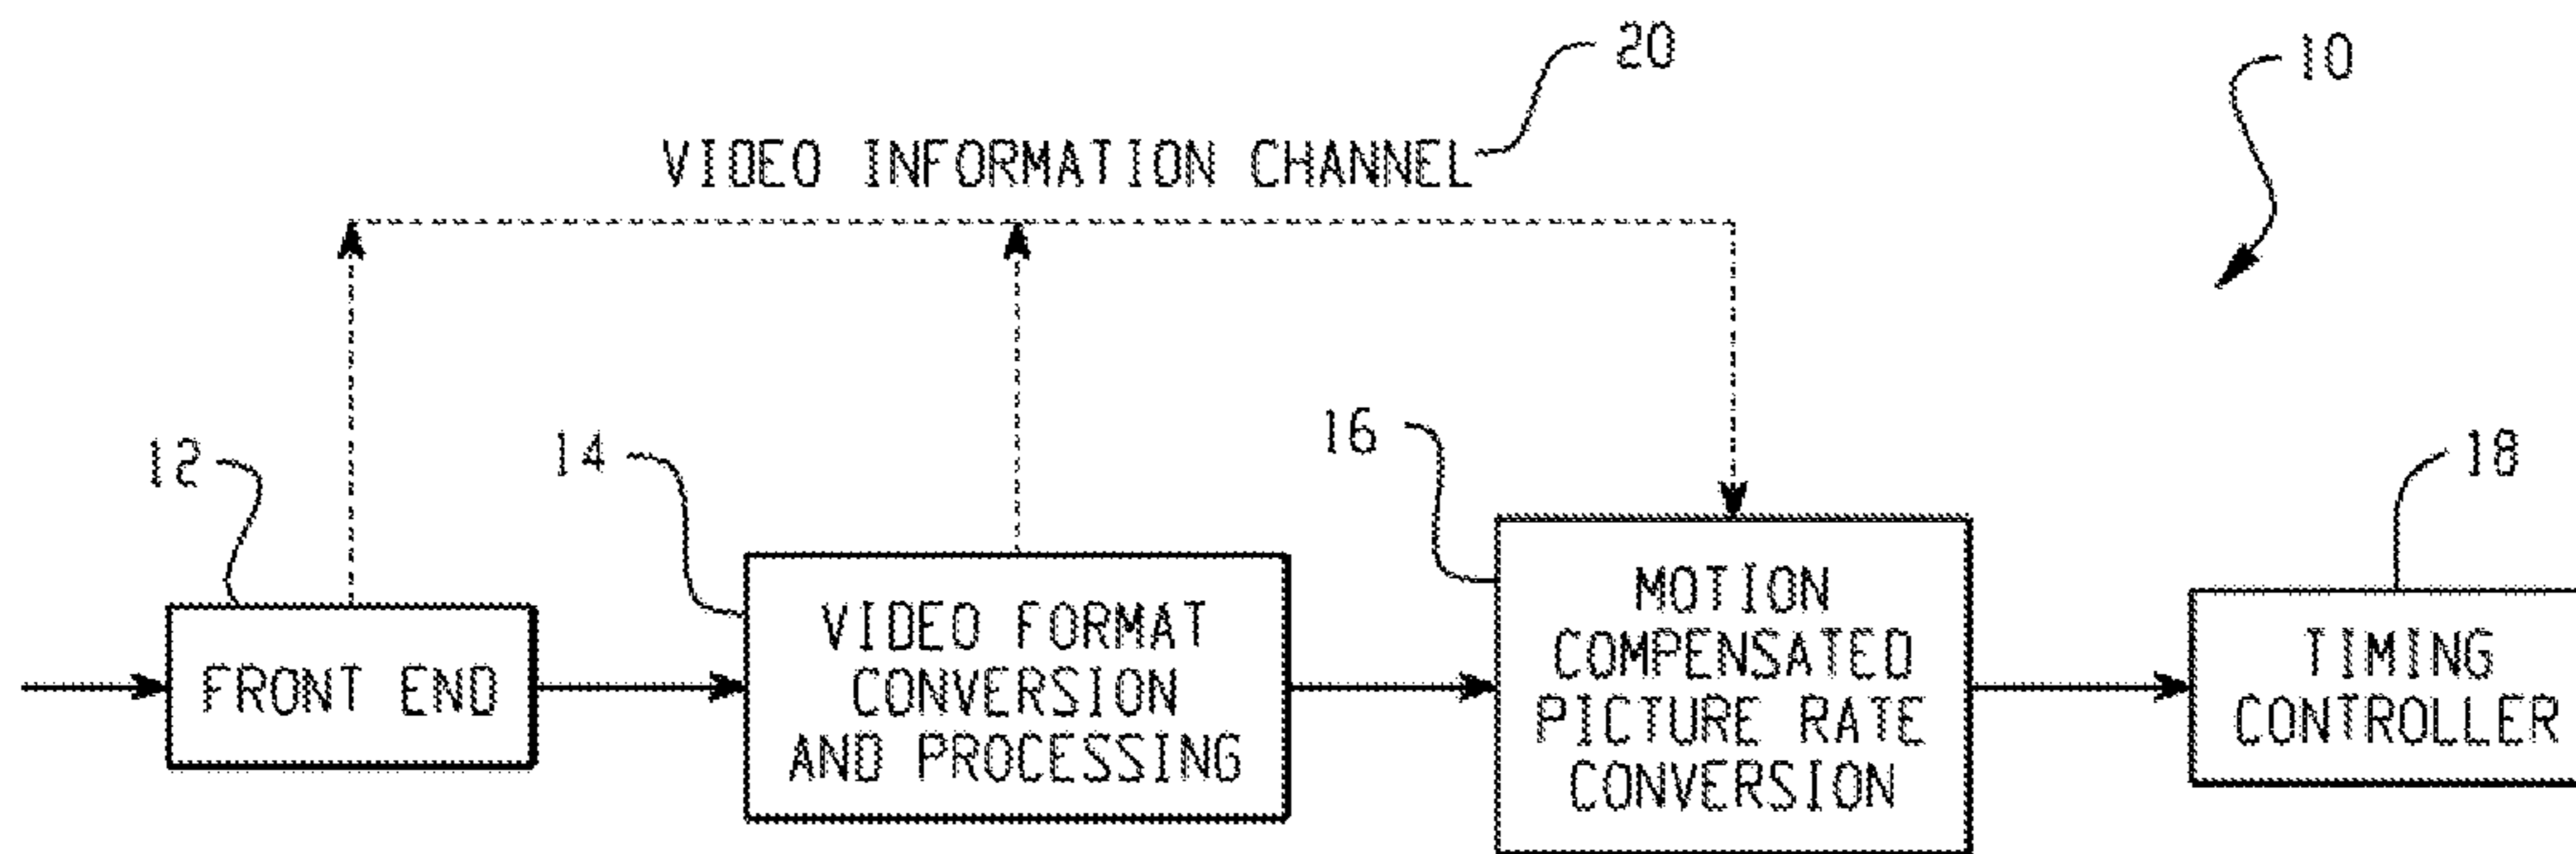 20
10
VIDEO INFORMATION CHANNEL
12
14
16
18
FRONT END
VIDEO FORMAT
CONVERSION
AND PROCESSING
MOTION
COMPENSATED
PICTURE RATE
CONVERSION
TIMING
CONTROLLER